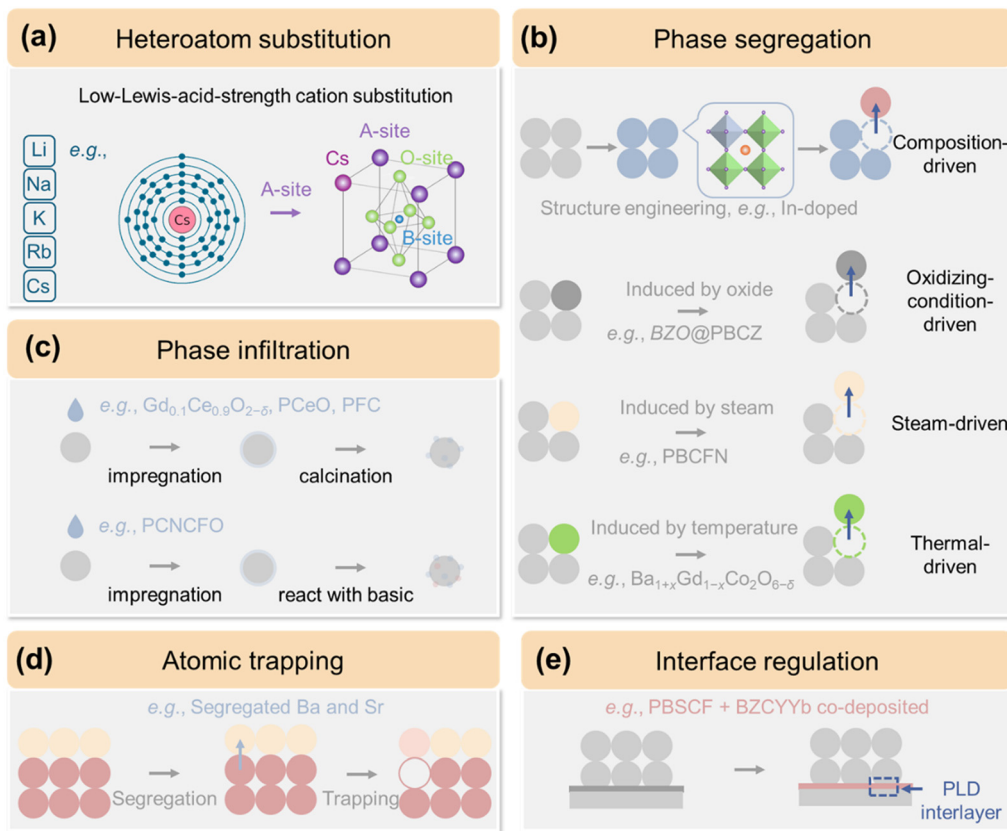 (a) Heteroatom substitution
Low-Lewis-acid-strength cation substitution
Li
Na
K
Rb
Cs
e.g.,
Cs
A-site
A-site
Cs
O-site
B-site
(b) Phase segregation
Composition-
driven
Structure engineering, e.g., In-doped
Induced by oxide
e.g., BZO@PBCZ
Oxidizing-
condition-
driven
Induced by steam
e.g., PBCFN
Steam-driven
Induced by temperature
e.g., Ba₁₊ₓGd₁₋ₓCo₂O₆₋δ
Thermal-
driven
(c) Phase infiltration
e.g., Gd₀.₁Ce₀.₉O₂₋δ, PCeO, PFC
impregnation
calcination
e.g., PCNCFO
impregnation
react with basic
(d) Atomic trapping
e.g., Segregated Ba and Sr
Segregation
Trapping
(e) Interface regulation
e.g., PBSCF + BZCYYb co-deposited
PLD
interlayer